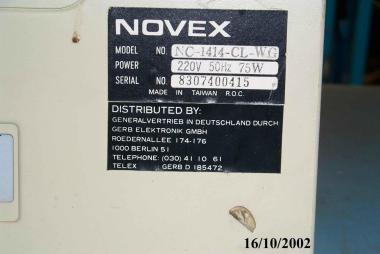 NOVEX
MODEL NO. NC-1414-CL-WG
POWER 220V 50Hz 75W
SERIAL NO. 8307400415
MADE IN TAIWAN R.O.C.
DISTRIBUTED BY:
GENERALVERTRIEB IN DEUTSCHLAND DURCH
GERB ELEKTRONIK GMBH
ROEDERNALLEE 174-176
1000 BERLIN 51
TELEPHONE: (030) 41 10 61
TELEX GERB D 185472
16/10/2002